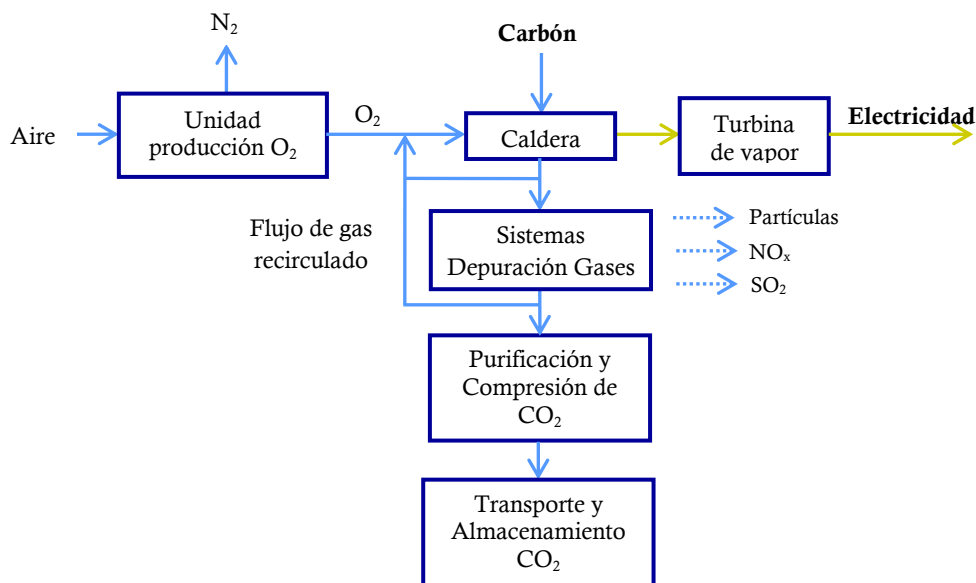 N₂
Carbón
Aire
Unidad
producción O₂
O₂
Caldera
Turbina
de vapor
Electricidad
Flujo de gas
recirculado
Sistemas
Depuración Gases
Partículas
NOₓ
SO₂
Purificación y
Compresión de
CO₂
Transporte y
Almacenamiento
CO₂